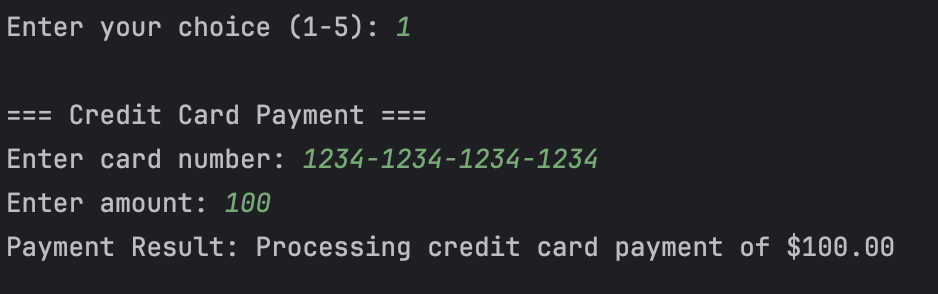 Enter your choice (1-5): 1
=== Credit Card Payment ===
Enter card number: 1234-1234-1234-1234
Enter amount: 100
Payment Result: Processing credit card payment of $100.00